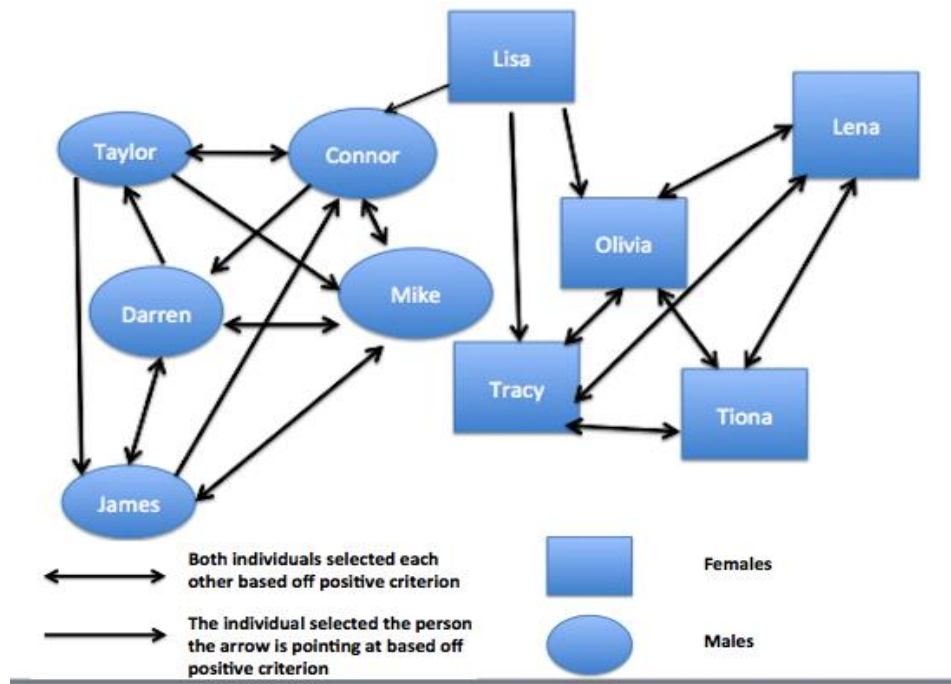 Lisa
Lena
Taylor
Connor
Olivia
Mike
Darren
Tracy
Tiona
James
Both individuals selected each
other based off positive criterion
Females
The individual selected the person
the arrow is pointing at based off
positive criterion
Males